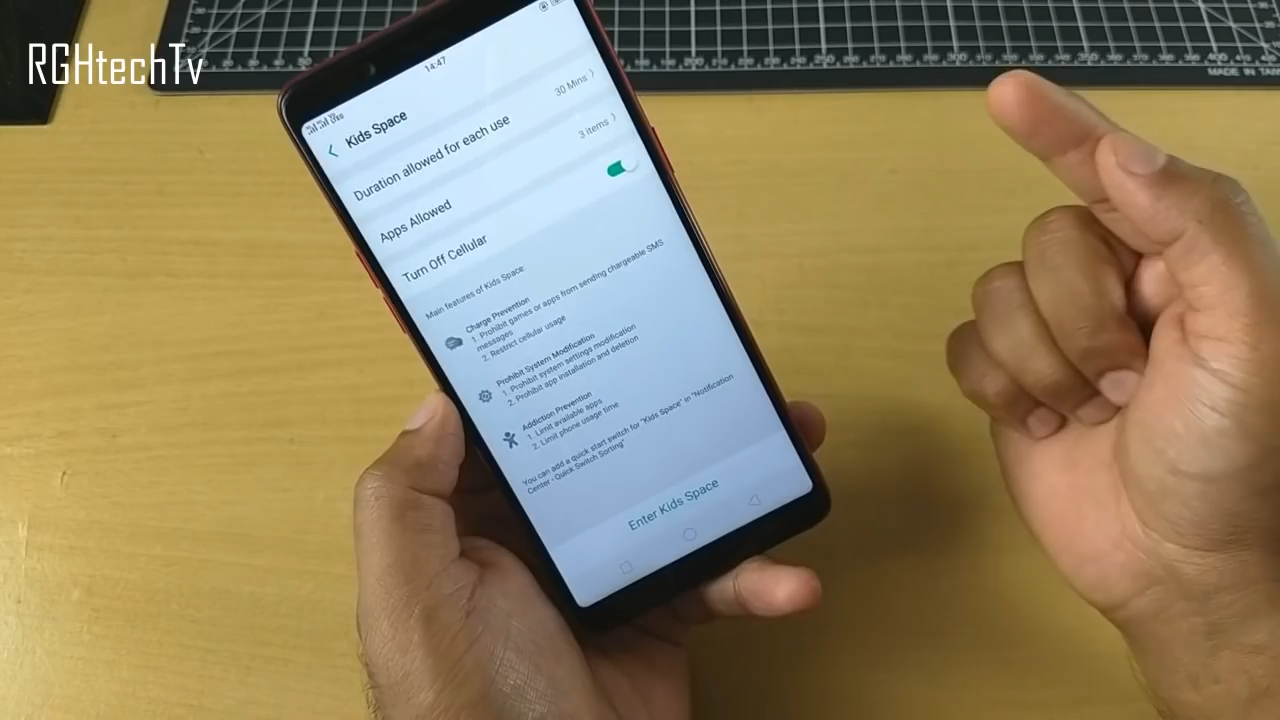 RGHtechTv
MADE IN TAIWAN
14:47
Kids Space
Duration allowed for each use
30 Mins
Apps Allowed
3 items
Turn Off Cellular
Main features of Kids Space:
Charge Prevention
1. Prohibit games or apps from sending chargeable SMS
messages
2. Restrict cellular usage
Prohibit System Modification
1. Prohibit system settings modification
2. Prohibit app installation and deletion
Addiction Prevention
1. Limit available apps
2. Limit phone usage time
You can add a quick start switch for "Kids Space" in "Notification
Center - Quick Switch Sorting"
Enter Kids Space